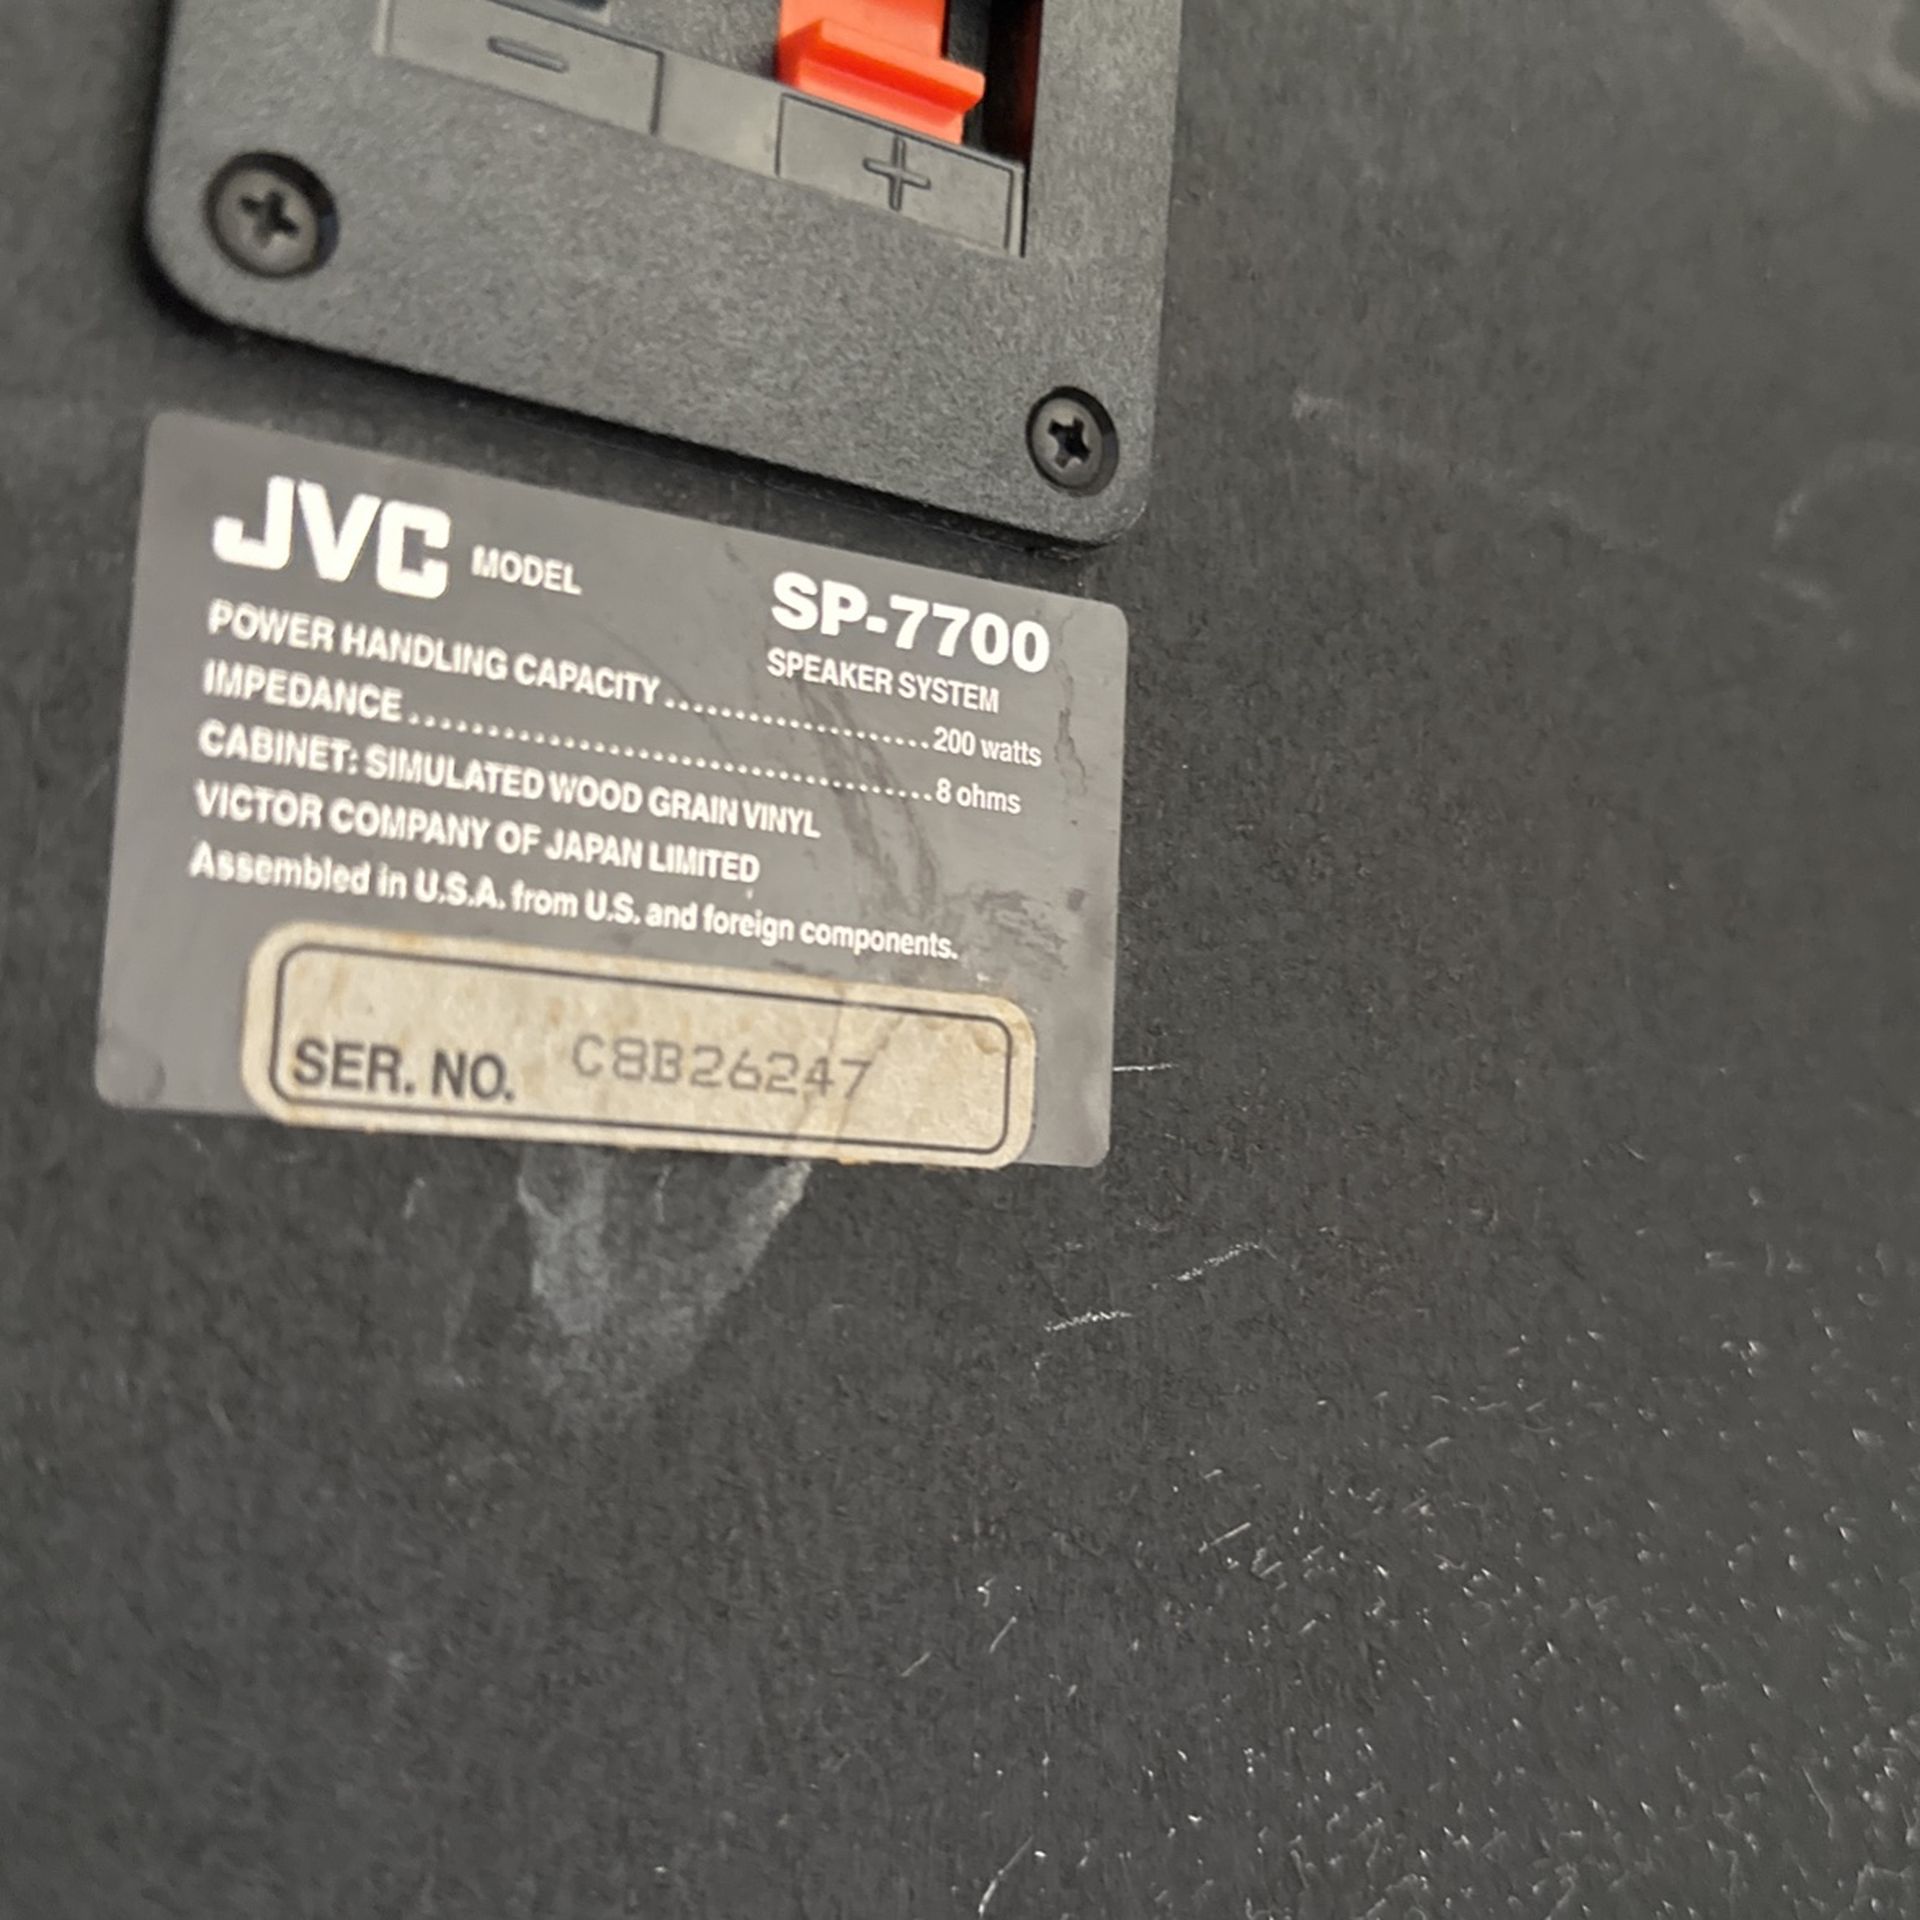 - +
JVC MODEL SP-7700
SPEAKER SYSTEM
POWER HANDLING CAPACITY....................200 watts
IMPEDANCE........................................8 ohms
CABINET: SIMULATED WOOD GRAIN VINYL
VICTOR COMPANY OF JAPAN LIMITED
Assembled in U.S.A. from U.S. and foreign components.
SER. NO. C8B26247